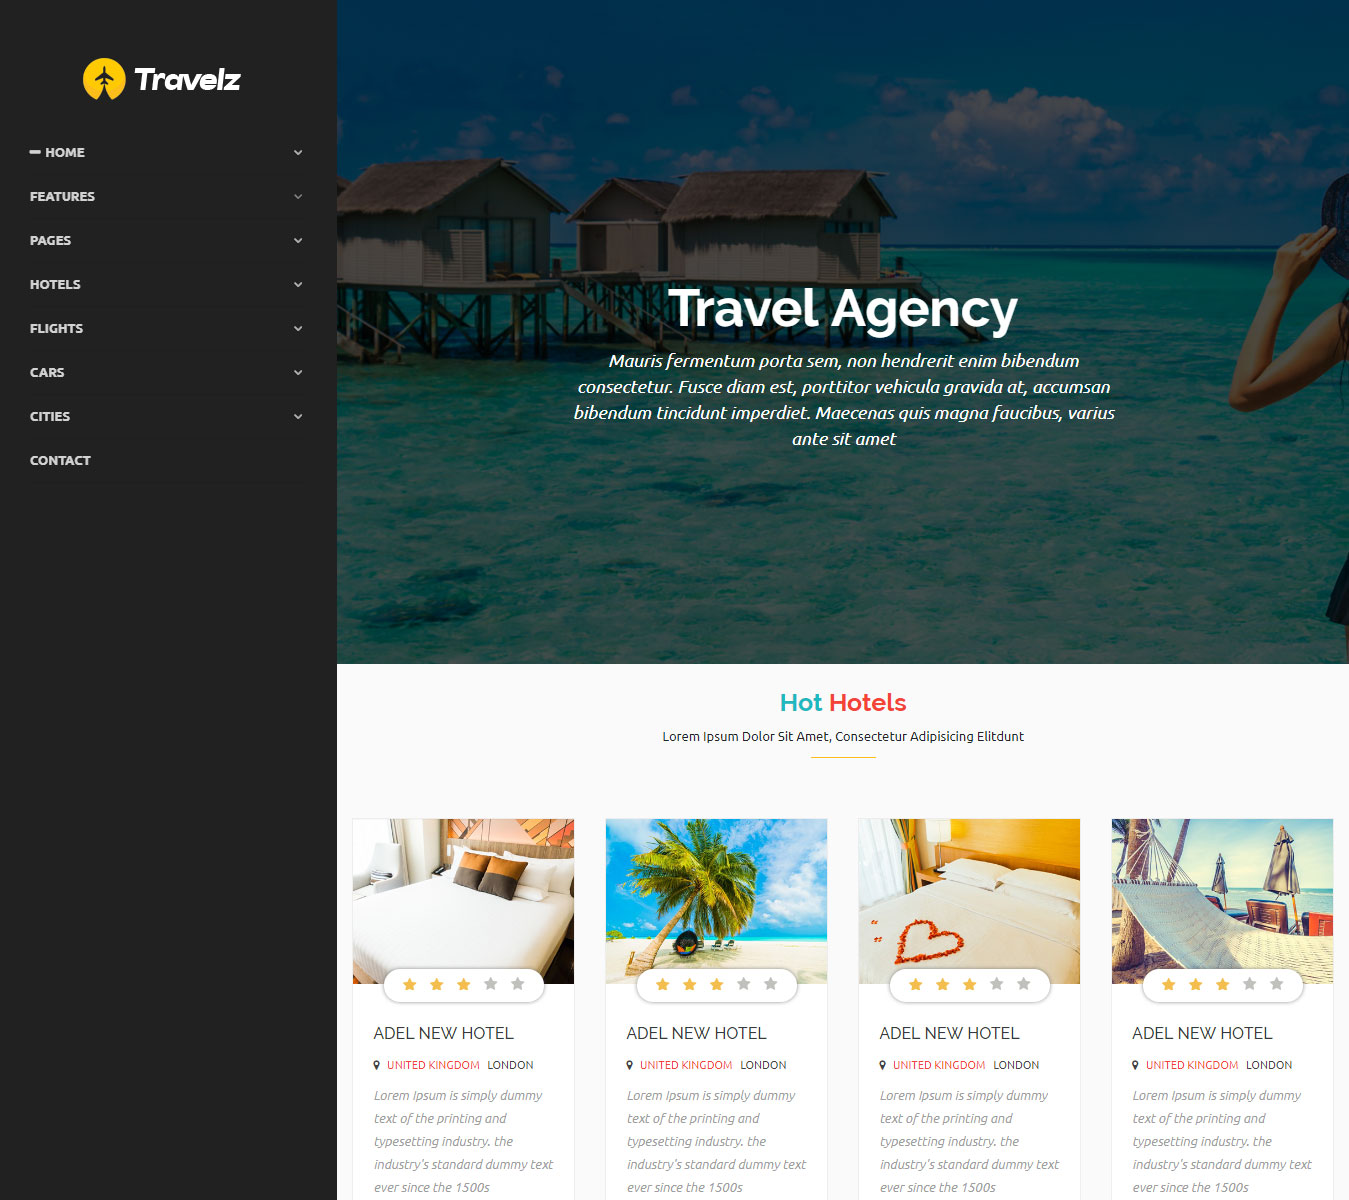 Travelz
HOME
FEATURES
PAGES
HOTELS
FLIGHTS
CARS
CITIES
CONTACT
Travel Agency
Mauris fermentum porta sem, non hendrerit enim bibendum
consectetur. Fusce diam est, porttitor vehicula gravida at, accumsan
bibendum tincidunt imperdiet. Maecenas quis magna faucibus, varius
ante sit amet
Hot Hotels
Lorem Ipsum Dolor Sit Amet, Consectetur Adipisicing Elitdunt
ADEL NEW HOTEL
UNITED KINGDOM LONDON
Lorem Ipsum is simply dummy
text of the printing and
typesetting industry. the
industry's standard dummy text
ever since the 1500s
ADEL NEW HOTEL
UNITED KINGDOM LONDON
Lorem Ipsum is simply dummy
text of the printing and
typesetting industry. the
industry's standard dummy text
ever since the 1500s
ADEL NEW HOTEL
UNITED KINGDOM LONDON
Lorem Ipsum is simply dummy
text of the printing and
typesetting industry. the
industry's standard dummy text
ever since the 1500s
ADEL NEW HOTEL
UNITED KINGDOM LONDON
Lorem Ipsum is simply dummy
text of the printing and
typesetting industry. the
industry's standard dummy text
ever since the 1500s